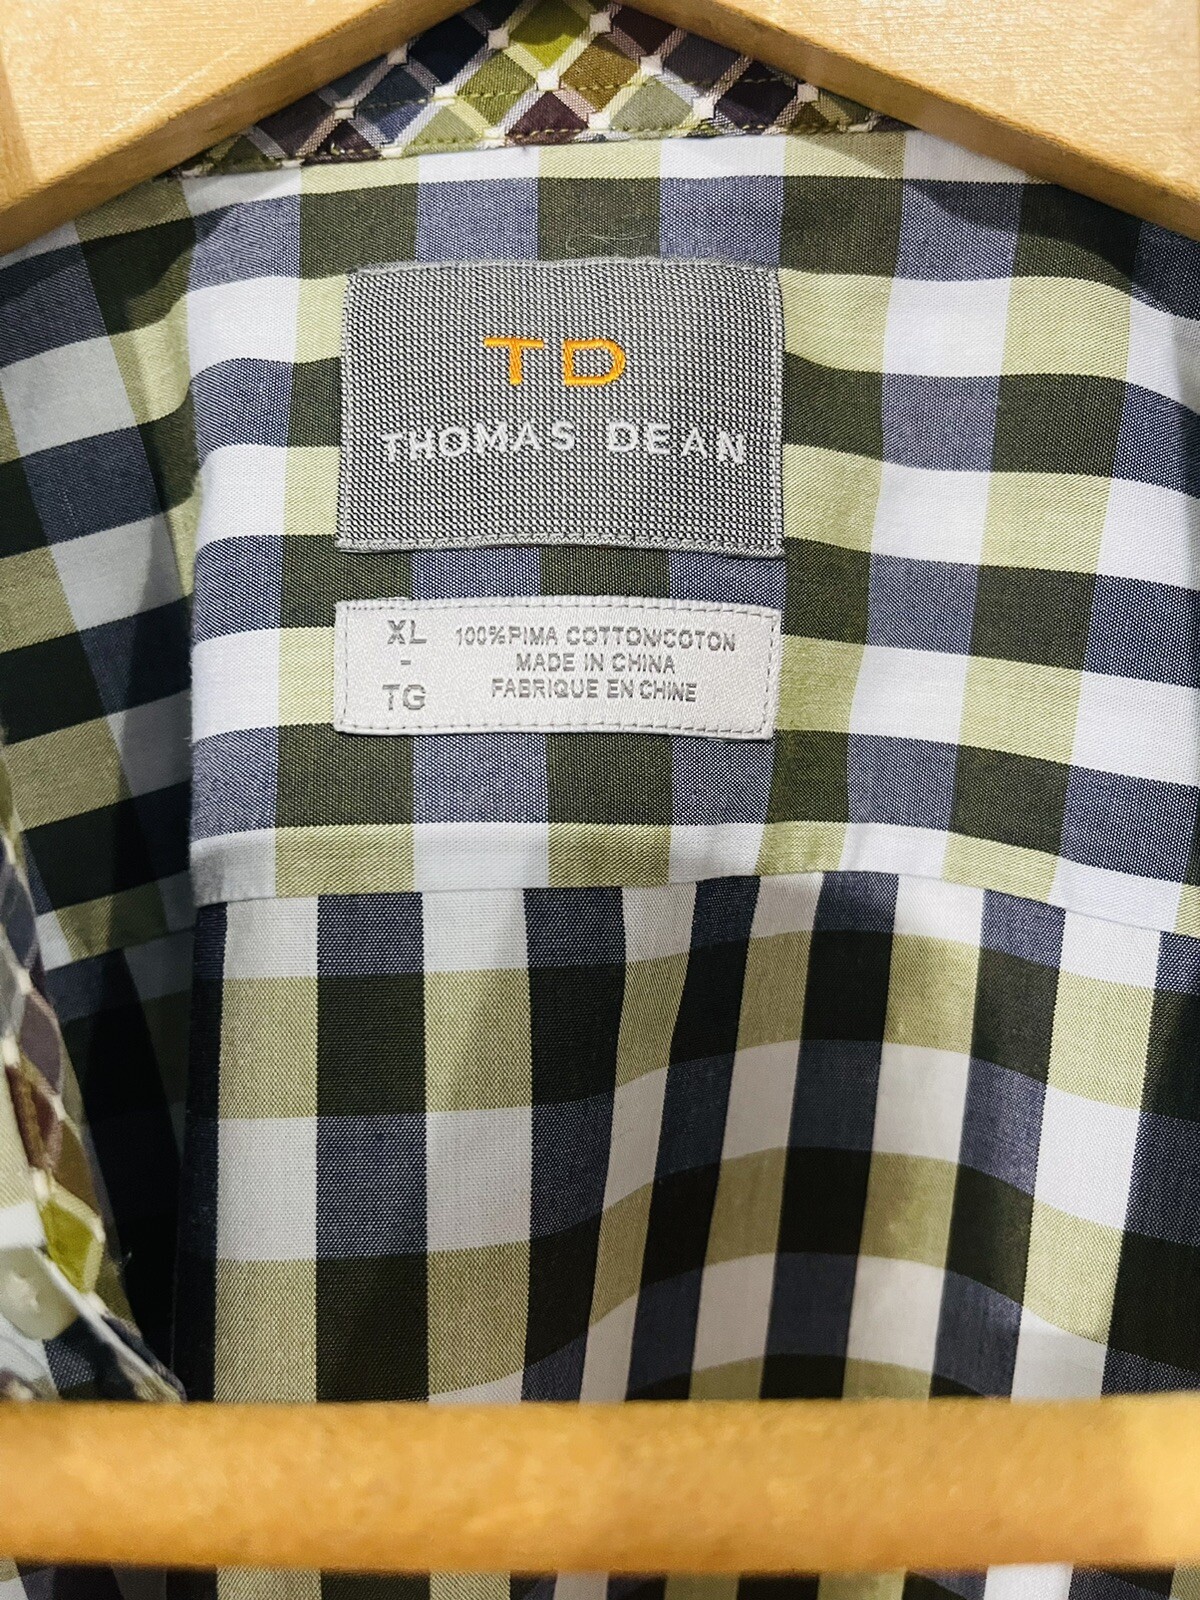 TD
THOMAS DEAN
XL
-
TG
100% PIMA COTTON/COTON
MADE IN CHINA
FABRIQUE EN CHINE